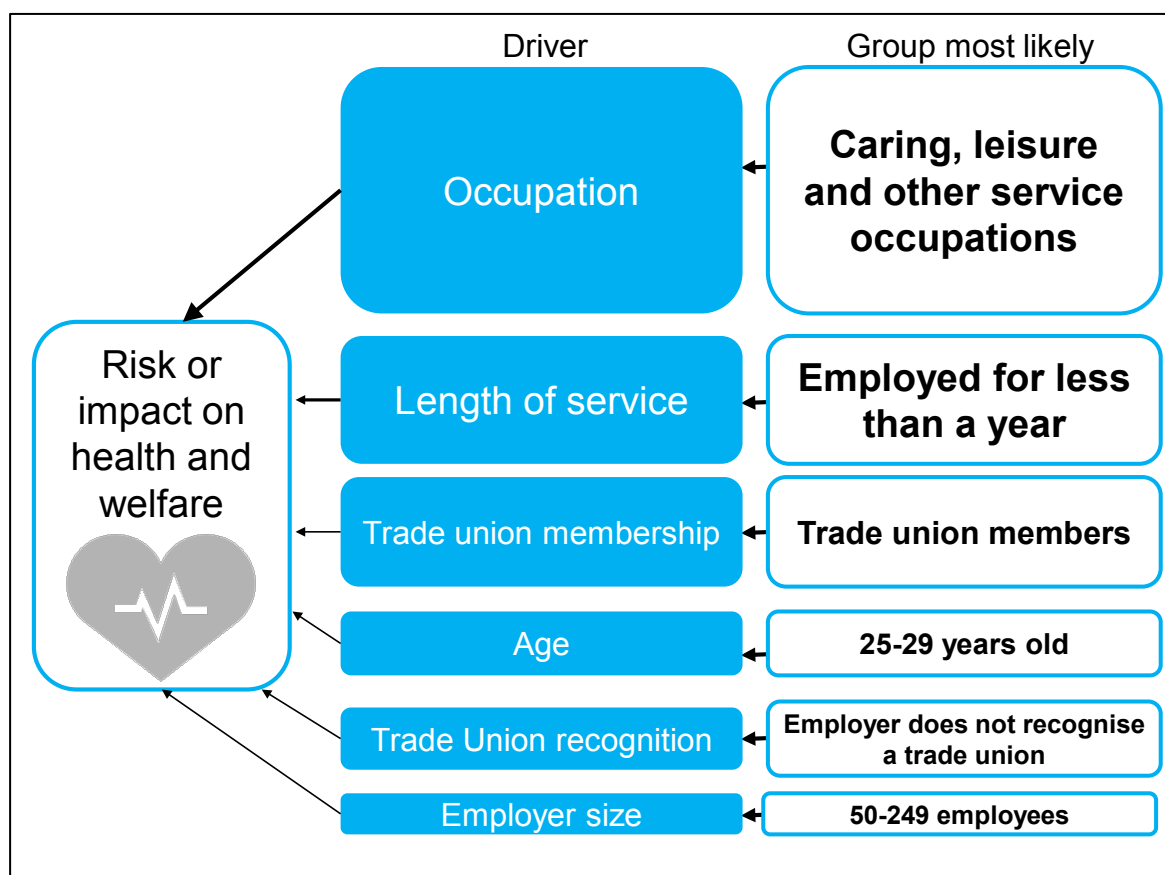 Driver
Group most likely
Occupation
Caring, leisure
and other service
occupations
Risk or
impact on
health and
welfare
Length of service
Employed for less
than a year
Trade union membership
Trade union members
Age
25-29 years old
Trade Union recognition
Employer does not recognise
a trade union
Employer size
50-249 employees